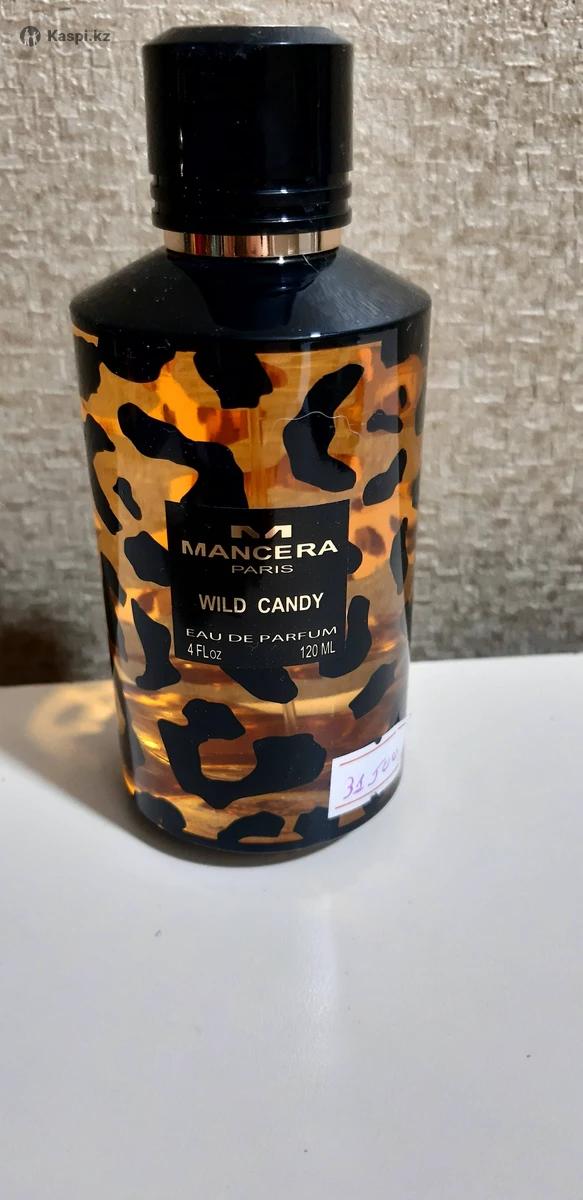 Kaspi.kz
MANCERA
PARIS
WILD CANDY
EAU DE PARFUM
4 FLoz 120 ML